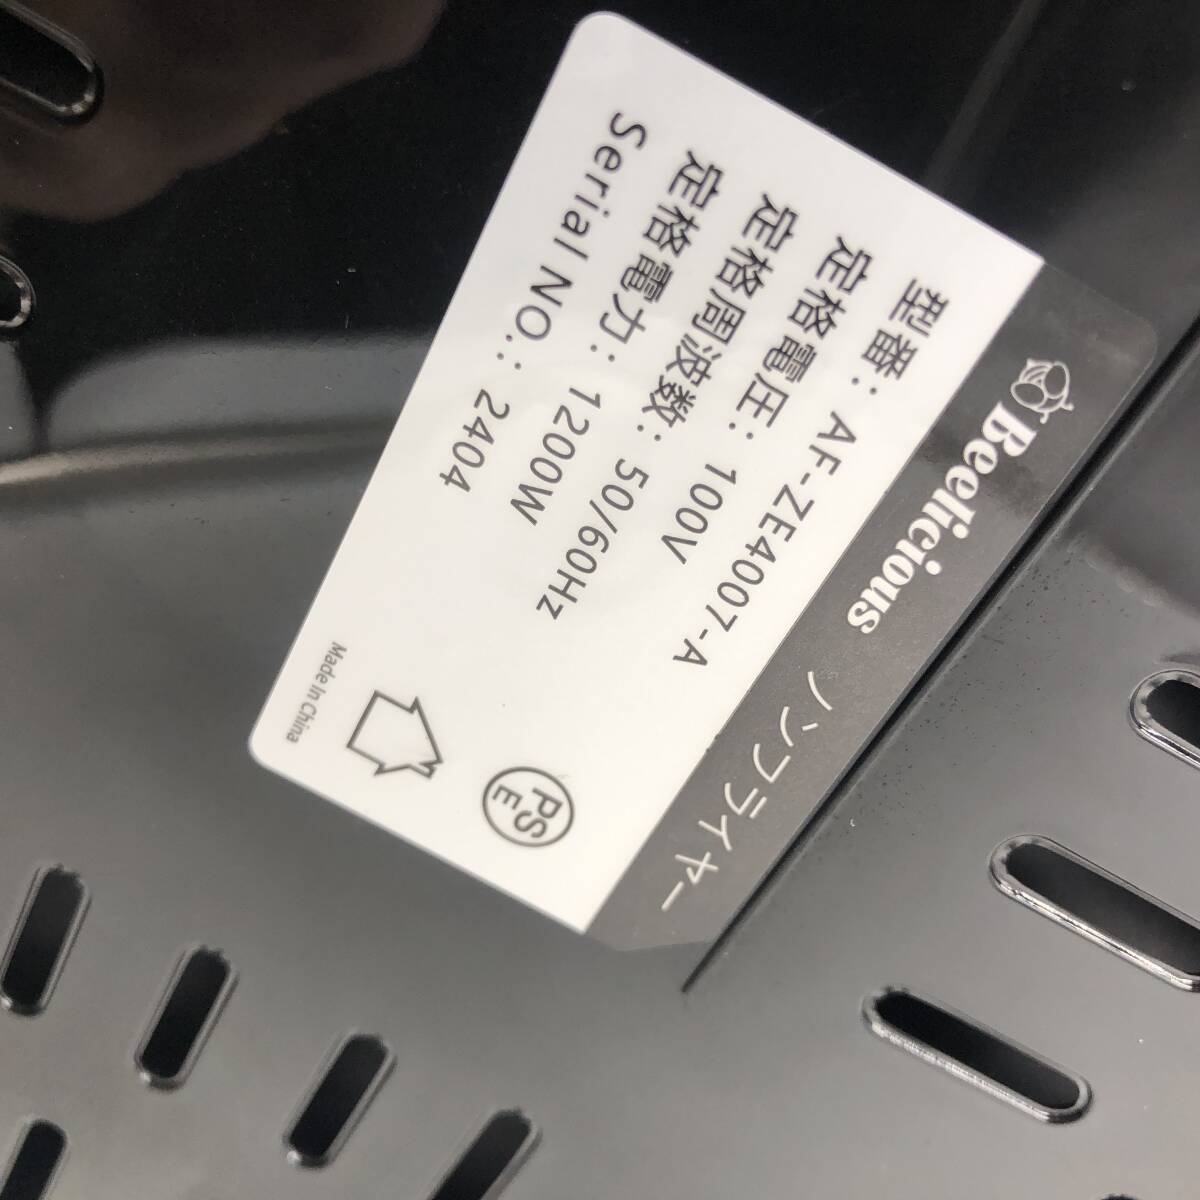 Beelicious ノンフライヤー
型番: AF-ZE4007-A
定格電圧: 100V
定格周波数: 50/60Hz
定格電力: 1200W
Serial NO.: 2404
PSE
Made In China